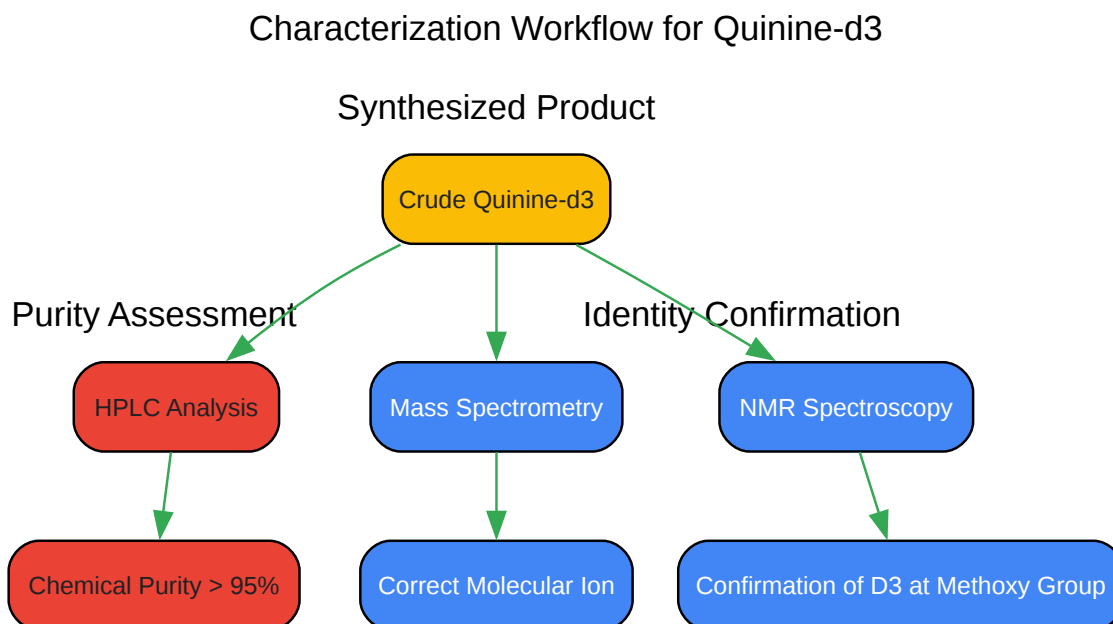 Characterization Workflow for Quinine-d3
Synthesized Product
Crude Quinine-d3
Purity Assessment
Identity Confirmation
HPLC Analysis
Mass Spectrometry
NMR Spectroscopy
Chemical Purity > 95%
Correct Molecular Ion
Confirmation of D3 at Methoxy Group